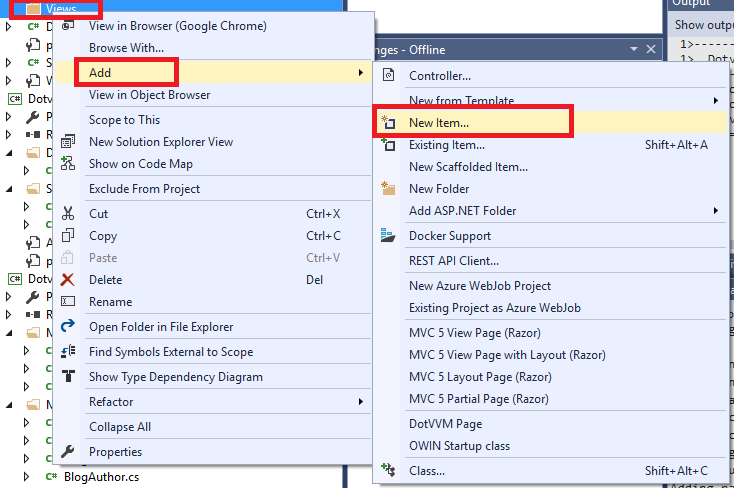 Views
View in Browser (Google Chrome)
Browse With...
Add
View in Object Browser
Scope to This
New Solution Explorer View
Show on Code Map
Exclude From Project
Cut Ctrl+X
Copy Ctrl+C
Paste Ctrl+V
Delete Del
Rename
Open Folder in File Explorer
Find Symbols External to Scope
Show Type Dependency Diagram
Refactor
Collapse All
Properties
BlogAuthor.cs
nges - Offline
Controller...
New from Template
New Item...
Existing Item... Shift+Alt+A
New Scaffolded Item...
New Folder
Add ASP.NET Folder
Docker Support
REST API Client...
New Azure WebJob Project
Existing Project as Azure WebJob
MVC 5 View Page (Razor)
MVC 5 View Page with Layout (Razor)
MVC 5 Layout Page (Razor)
MVC 5 Partial Page (Razor)
DotVVM Page
OWIN Startup class
Class... Shift+Alt+C
Output
Show outpu
1>------
1> Dotv